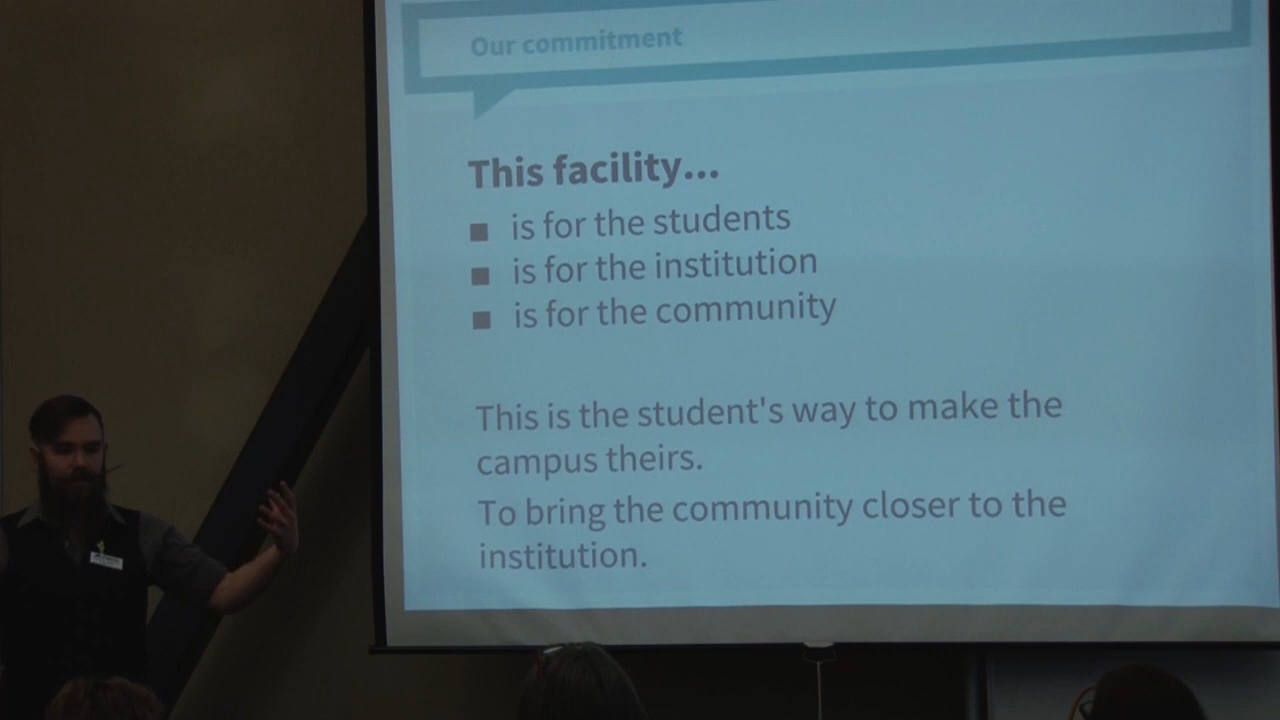 Our commitment
This facility...
■ is for the students
■ is for the institution
■ is for the community
This is the student's way to make the
campus theirs.
To bring the community closer to the
institution.